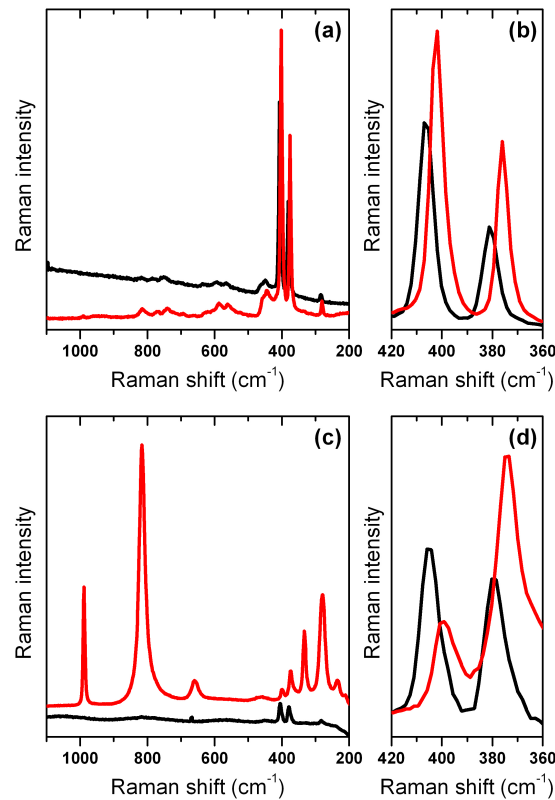 (a)
Raman intensity
1000 800 600 400 200
Raman shift (cm⁻¹)
(b)
Raman intensity
420 400 380 360
Raman shift (cm⁻¹)
(c)
Raman intensity
1000 800 600 400 200
Raman shift (cm⁻¹)
(d)
Raman intensity
420 400 380 360
Raman shift (cm⁻¹)